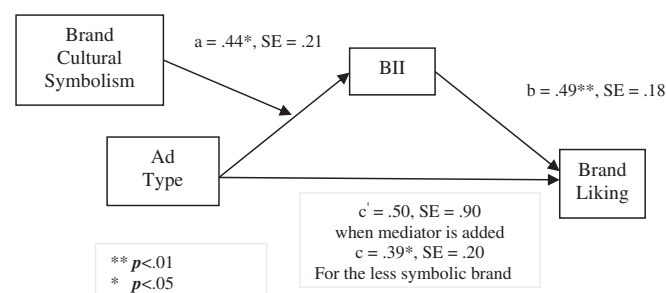 Brand
Cultural
Symbolism
a = .44*, SE = .21
BII
b = .49**, SE = .18
Ad
Type
Brand
Liking
c' = .50, SE = .90
when mediator is added
c = .39*, SE = .20
For the less symbolic brand
** p<.01
* p<.05